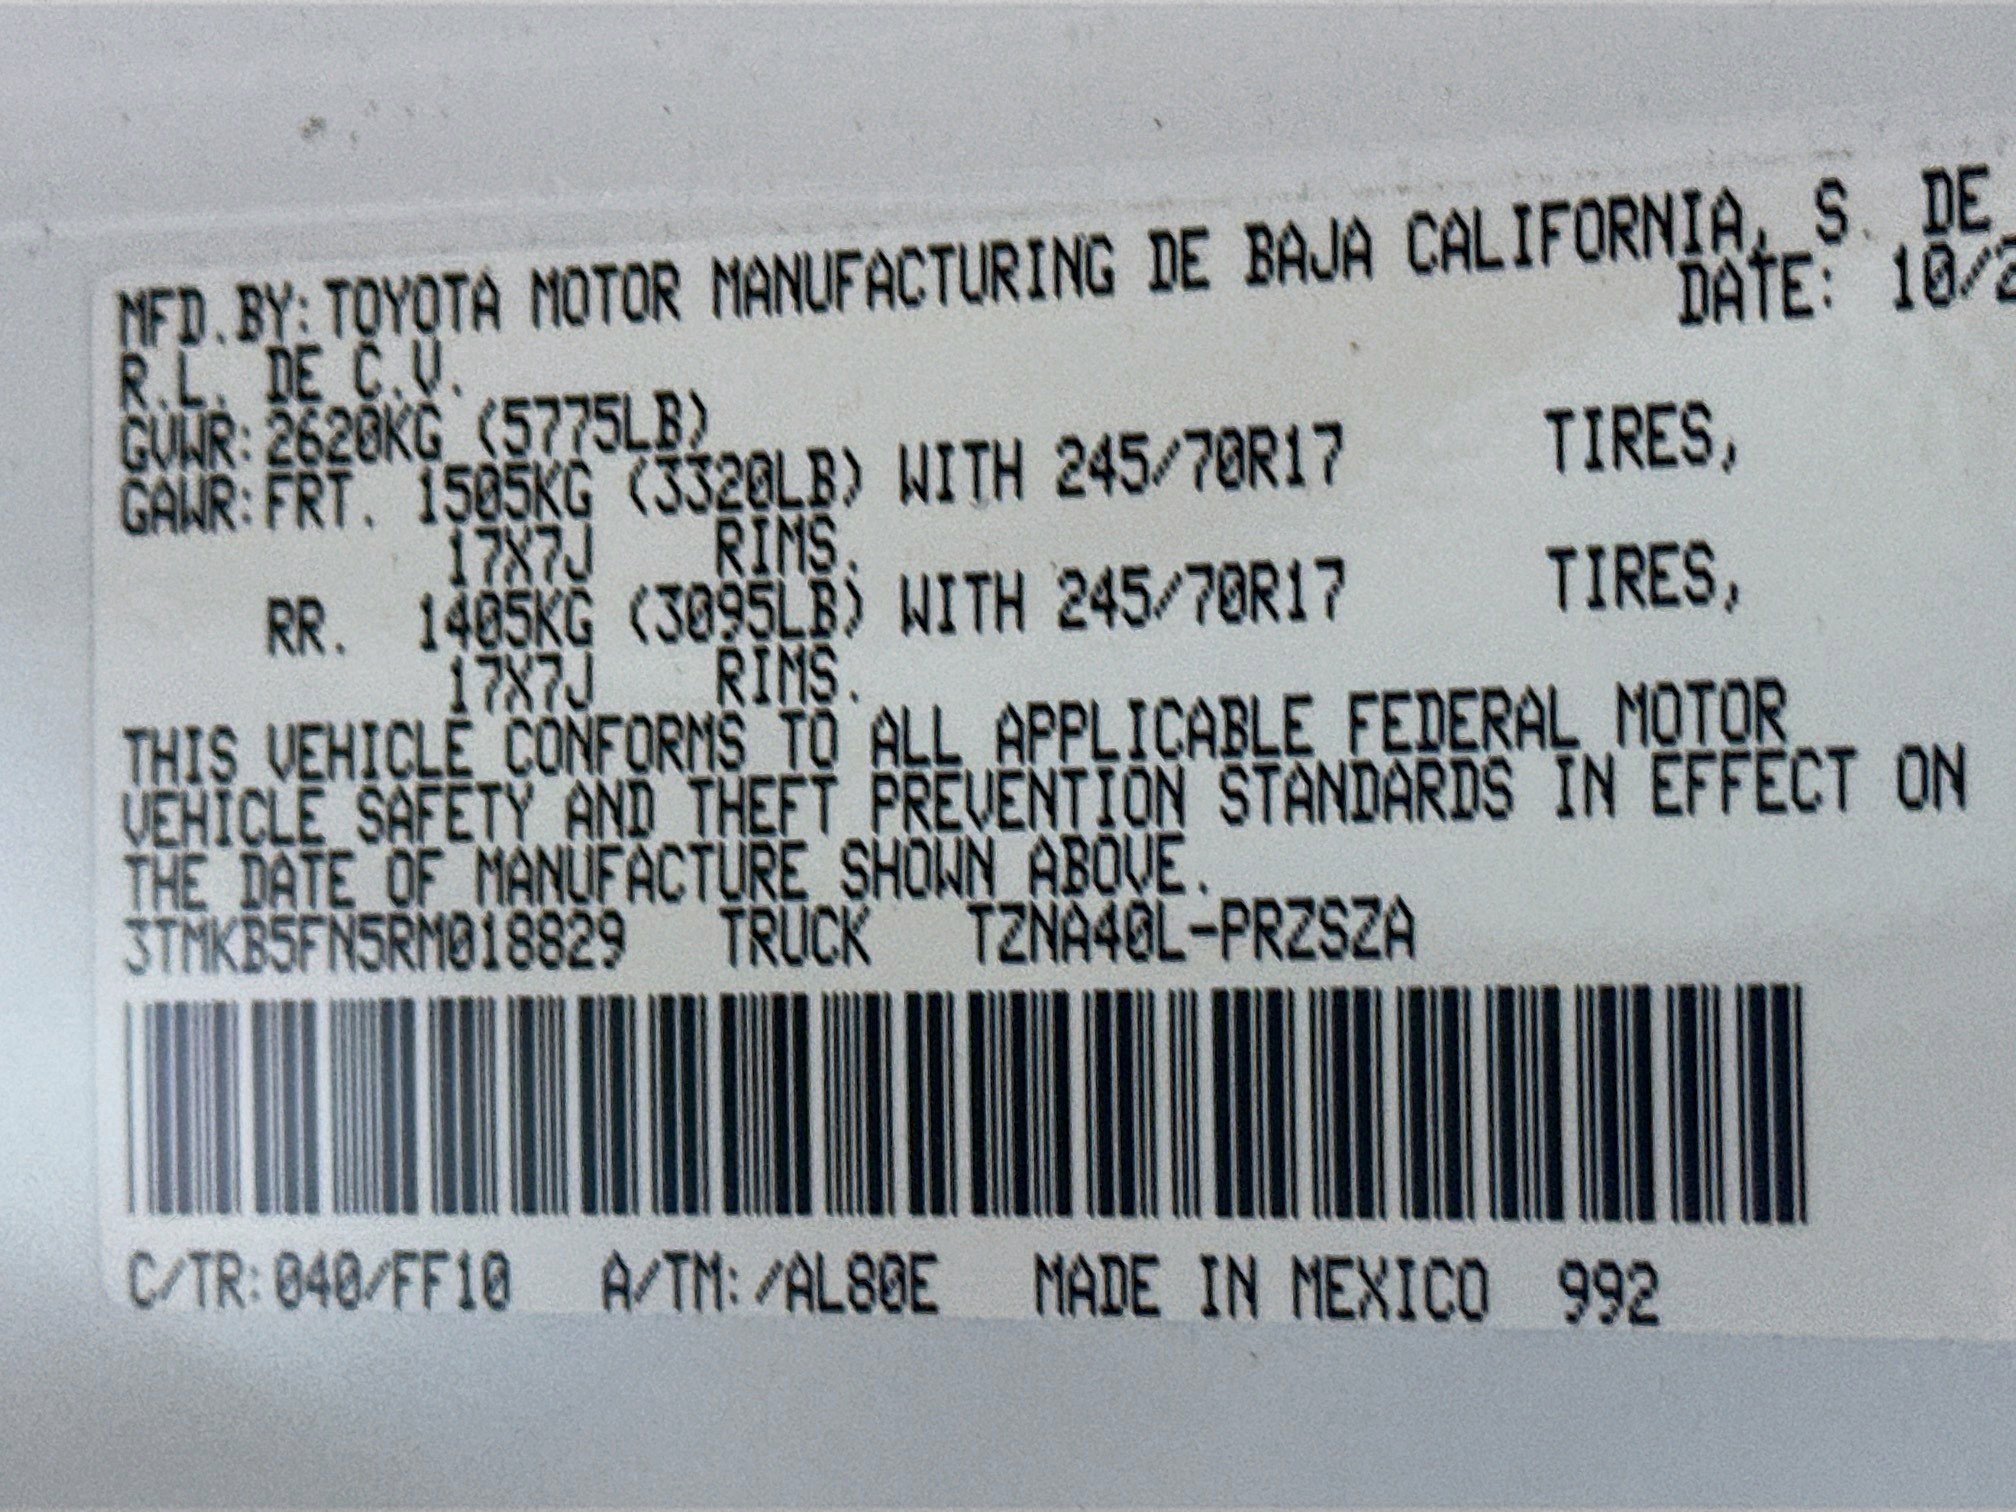 MFD.BY:TOYOTA MOTOR MANUFACTURING DE BAJA CALIFORNIA, S. DE
R.L. DE C.V. DATE: 10/2
GVWR:2620KG (5775LB)
GAWR:FRT. 1505KG (3320LB) WITH 245/70R17 TIRES,
17X7J RIMS.
RR. 1405KG (3095LB) WITH 245/70R17 TIRES,
17X7J RIMS.
THIS VEHICLE CONFORMS TO ALL APPLICABLE FEDERAL MOTOR
VEHICLE SAFETY AND THEFT PREVENTION STANDARDS IN EFFECT ON
THE DATE OF MANUFACTURE SHOWN ABOVE.
3TMKB5FN5RM018829 TRUCK TZNA40L-PRZSZA
C/TR:040/FF10 A/TM:/AL80E MADE IN MEXICO 992